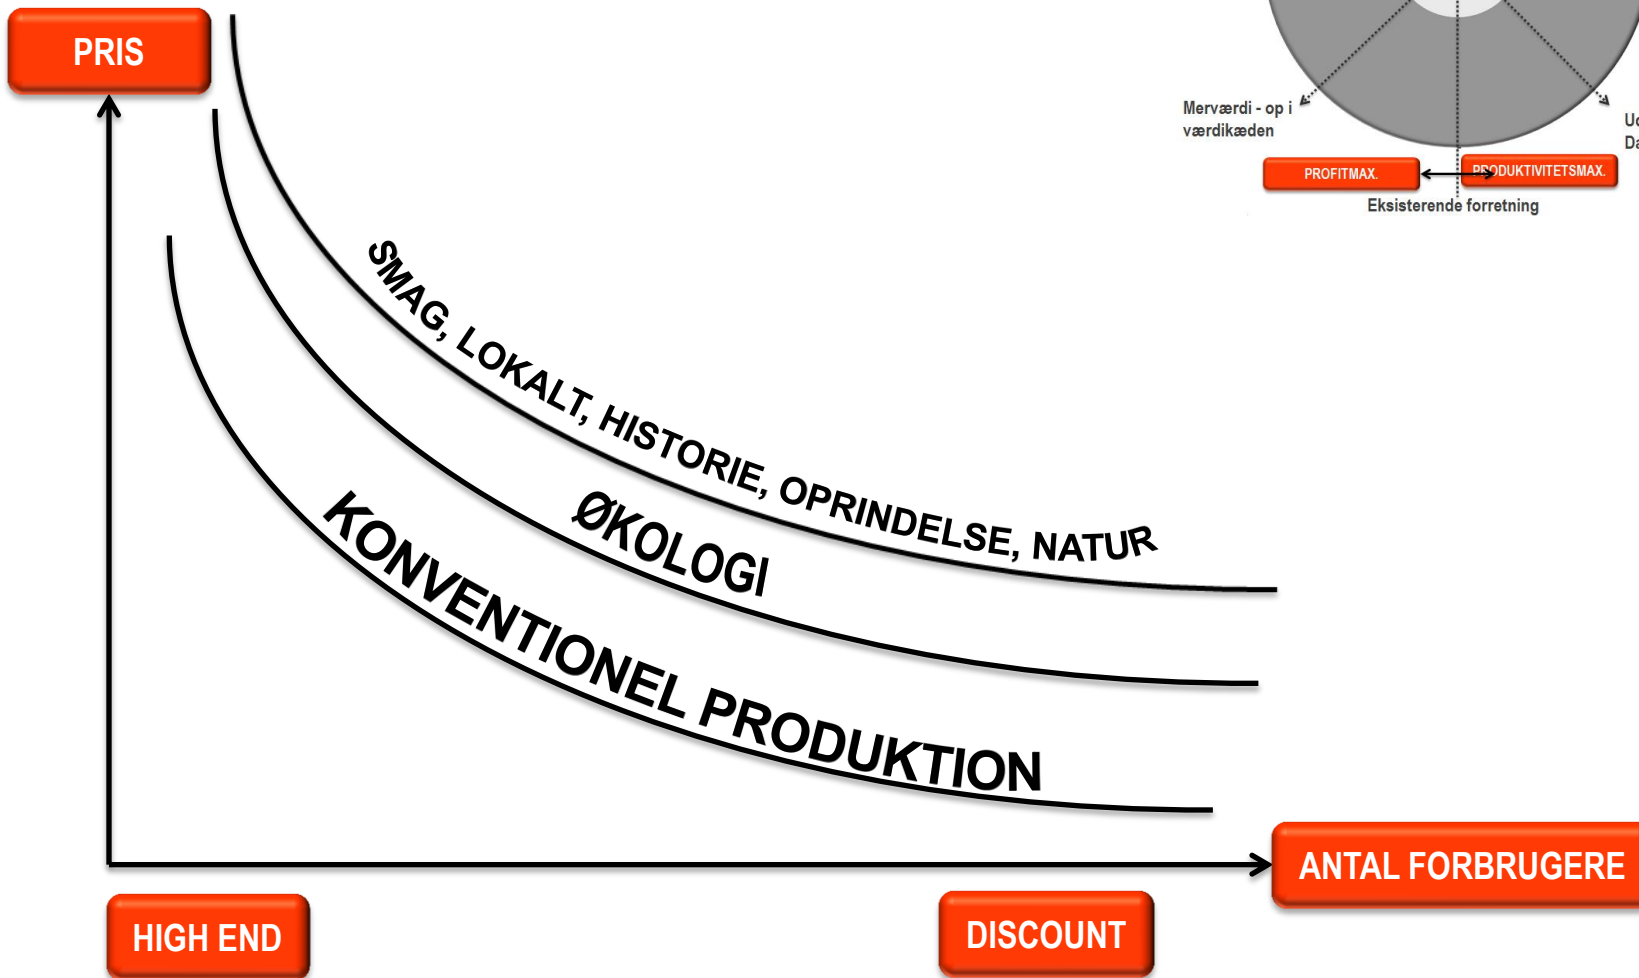 PRIS
Merværdi - op i
værdikæden
PROFITMAX.
PRODUKTIVITETSMAX.
Eksisterende forretning
SMAG, LOKALT, HISTORIE, OPRINDELSE, NATUR
ØKOLOGI
KONVENTIONEL PRODUKTION
ANTAL FORBRUGERE
HIGH END
DISCOUNT